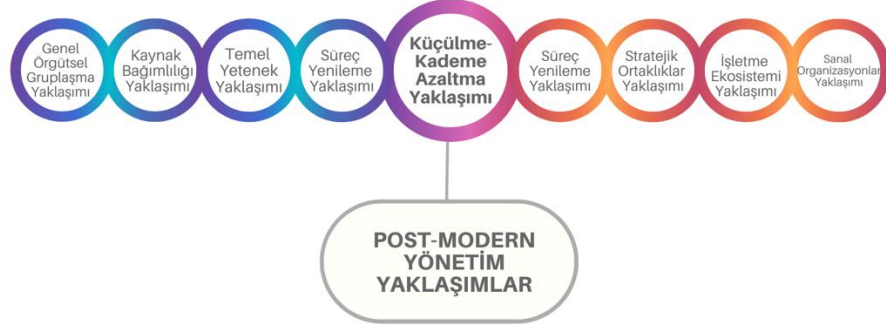 Genel
Örgütsel
Gruplaşma
Yaklaşımı
Kaynak
Bağımlılığı
Yaklaşımı
Temel
Yetenek
Yaklaşımı
Süreç
Yenileme
Yaklaşımı
Küçülme-
Kademe
Azaltma
Yaklaşımı
Süreç
Yenileme
Yaklaşımı
Stratejik
Ortaklıklar
Yaklaşımı
İşletme
Ekosistemi
Yaklaşımı
Sanal
Organizasyonlar
Yaklaşımı
POST-MODERN
YÖNETİM
YAKLAŞIMLAR